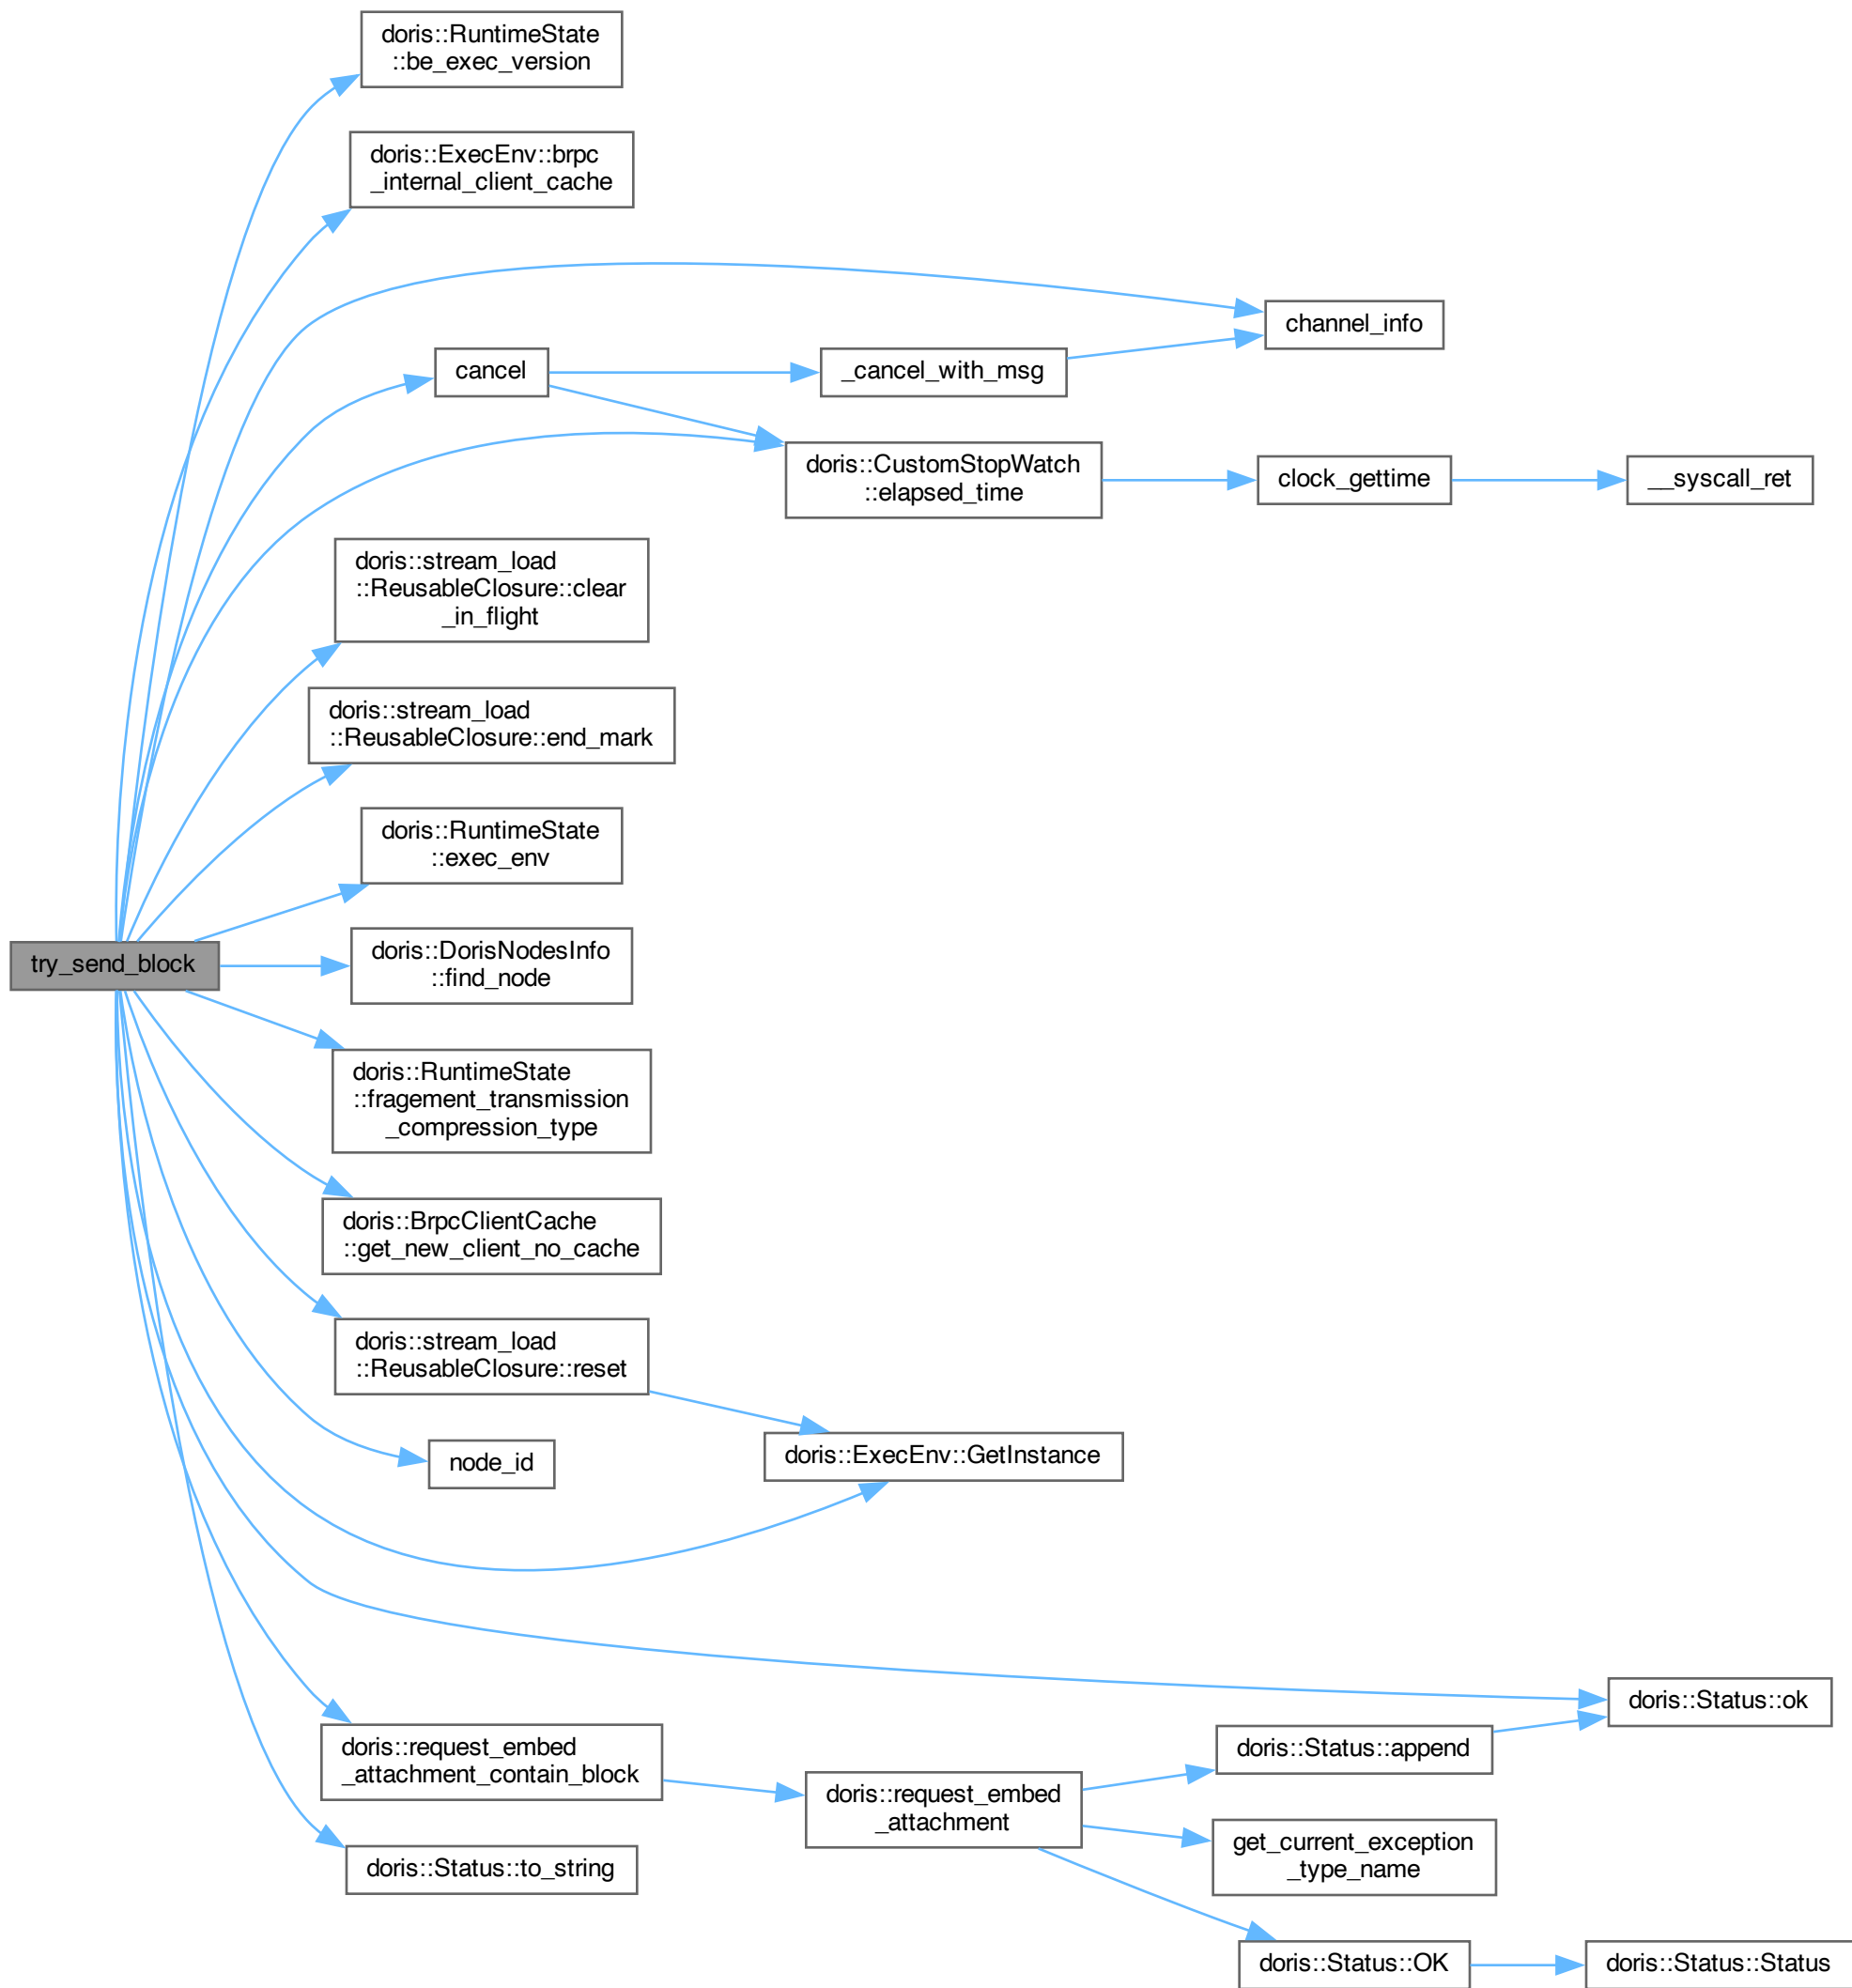 doris::RuntimeState
::be_exec_version
doris::ExecEnv::brpc
_internal_client_cache
channel_info
cancel
_cancel_with_msg
doris::CustomStopWatch
::elapsed_time
clock_gettime
__syscall_ret
doris::stream_load
::ReusableClosure::clear
_in_flight
doris::stream_load
::ReusableClosure::end_mark
doris::RuntimeState
::exec_env
try_send_block
doris::DorisNodesInfo
::find_node
doris::RuntimeState
::fragement_transmission
_compression_type
doris::BrpcClientCache
::get_new_client_no_cache
doris::stream_load
::ReusableClosure::reset
doris::ExecEnv::GetInstance
node_id
doris::Status::ok
doris::request_embed
_attachment_contain_block
doris::Status::append
doris::request_embed
_attachment
get_current_exception
_type_name
doris::Status::to_string
doris::Status::OK
doris::Status::Status